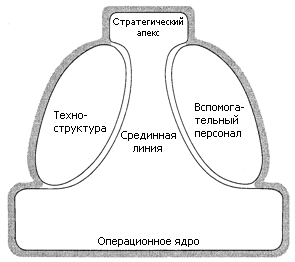 Стратегический
апекс
Техно-
структура
Срединная
линия
Вспомога-
тельный
персонал
Операционное ядро